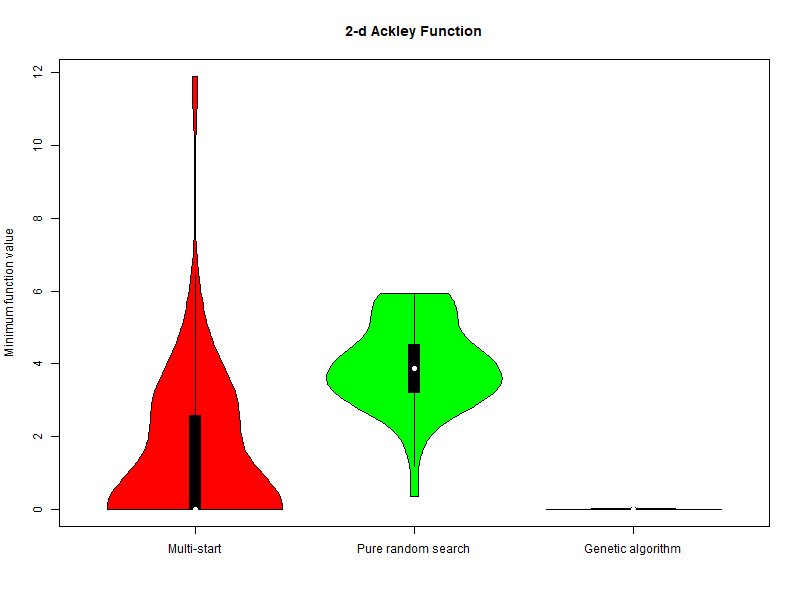 2-d Ackley Function
Minimum function value
12
10
8
6
4
2
0
Multi-start
Pure random search
Genetic algorithm